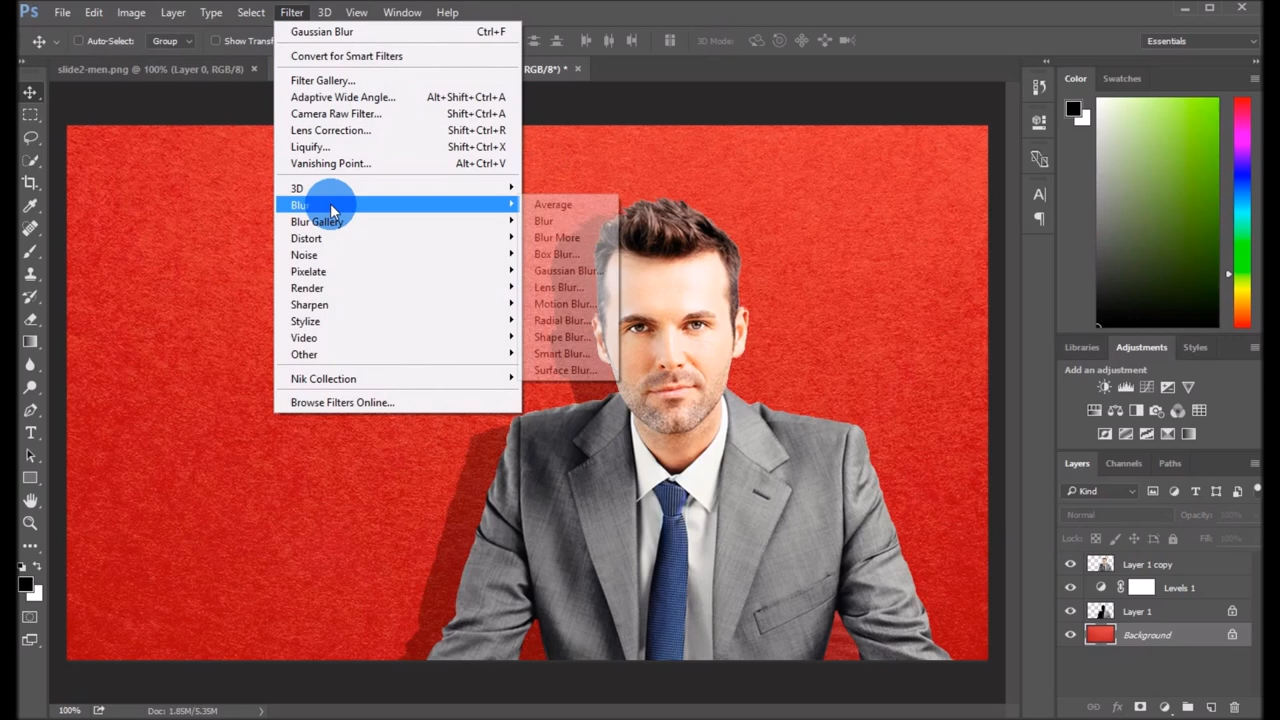 Ps File Edit Image Layer Type Select Filter 3D View Window Help
Auto-Select: Group Show Transf 3D Mode: Essentials
slide2-men.png @ 100% (Layer 0, RGB/8) × RGB/8*) * ×
Gaussian Blur Ctrl+F
Convert for Smart Filters
Filter Gallery...
Adaptive Wide Angle... Alt+Shift+Ctrl+A
Camera Raw Filter... Shift+Ctrl+A
Lens Correction... Shift+Ctrl+R
Liquify... Shift+Ctrl+X
Vanishing Point... Alt+Ctrl+V
3D
Blur
Blur Gallery
Distort
Noise
Pixelate
Render
Sharpen
Stylize
Video
Other
Nik Collection
Browse Filters Online...
Average
Blur
Blur More
Box Blur...
Gaussian Blur...
Lens Blur...
Motion Blur...
Radial Blur...
Shape Blur...
Smart Blur...
Surface Blur...
Color Swatches
Libraries Adjustments Styles
Add an adjustment
Layers Channels Paths
Kind
Normal Opacity: 100%
Lock: Fill: 100%
Layer 1 copy
Levels 1
Layer 1
Background
100% Doc: 1.85M/5.35M